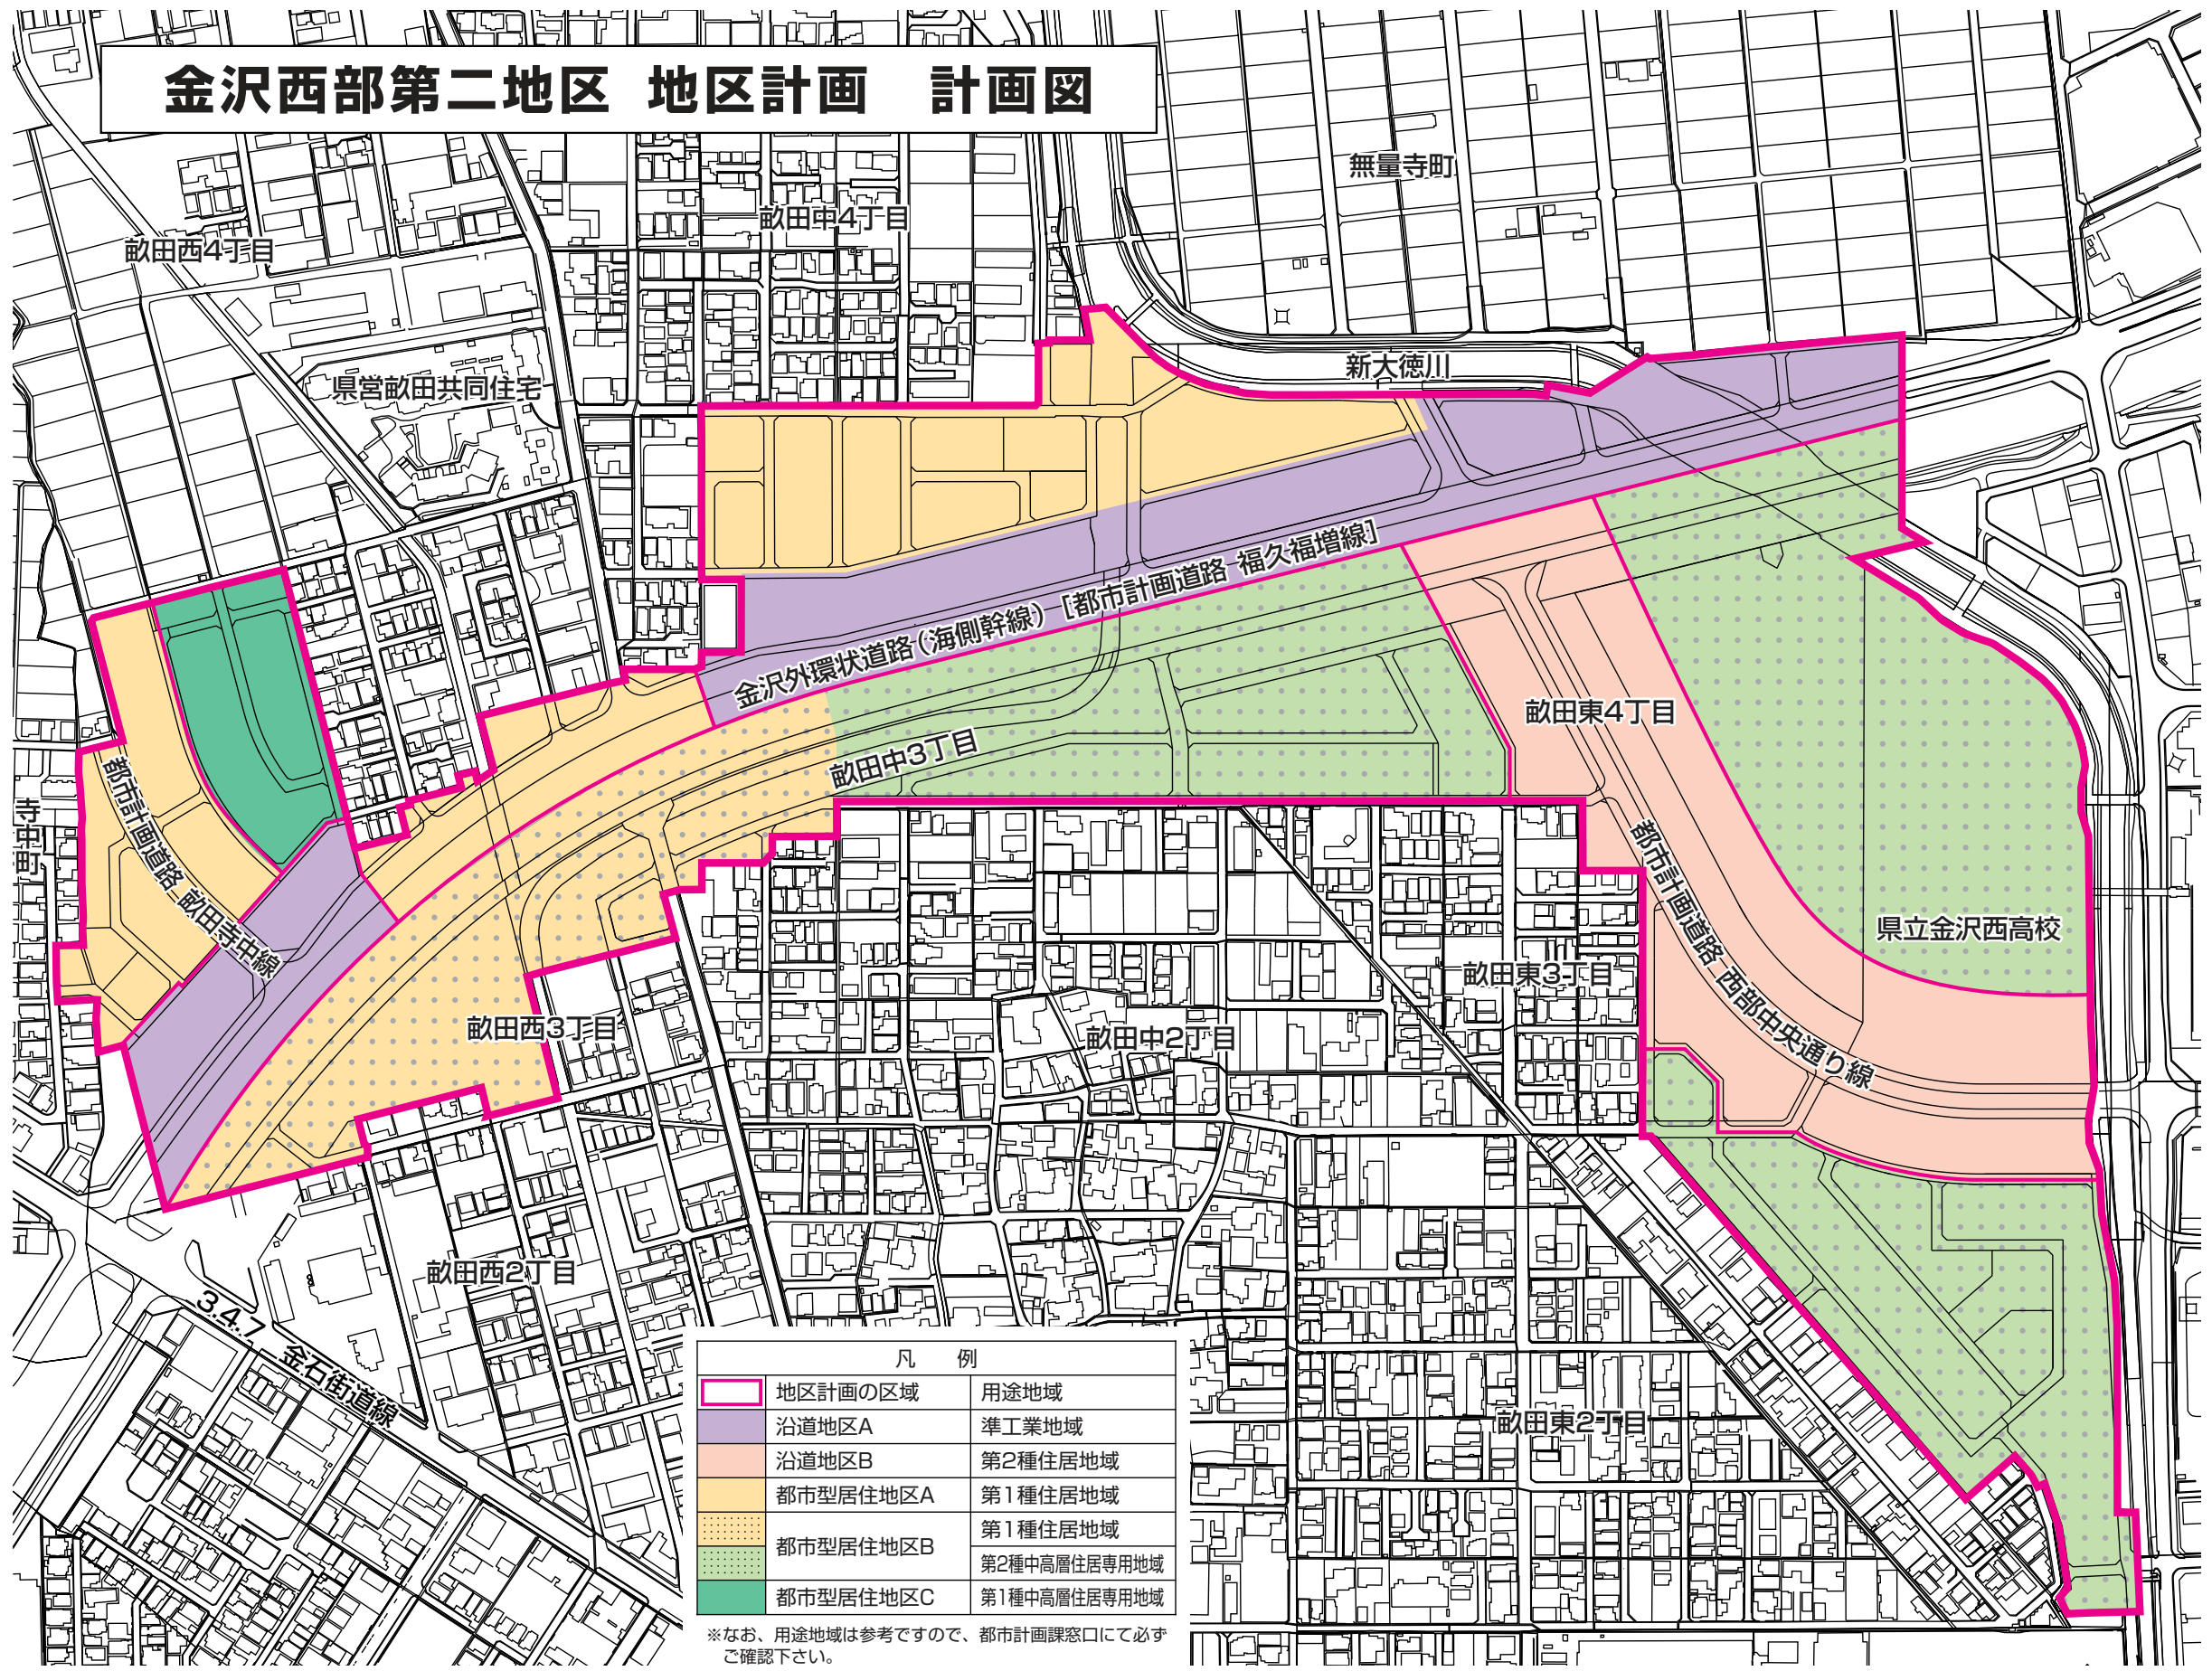 金沢西部第二地区 地区計画 計画図
無量寺町
畝田中4丁目
畝田西4丁目
新大徳川
県営畝田共同住宅
金沢外環状道路(海側幹線)[都市計画道路 福久福増線]
畝田東4丁目
畝田中3丁目
都市計画道路 畝田寺中線
寺中町
都市計画道路 西部中央通り線
県立金沢西高校
畝田東3丁目
畝田西3丁目
畝田中2丁目
畝田西2丁目
3.4.7 金石街道線
畝田東2丁目
凡 例
地区計画の区域 用途地域
沿道地区A 準工業地域
沿道地区B 第2種住居地域
都市型居住地区A 第1種住居地域
都市型居住地区B 第1種住居地域
第2種中高層住居専用地域
都市型居住地区C 第1種中高層住居専用地域
※なお、用途地域は参考ですので、都市計画課窓口にて必ず
ご確認下さい。